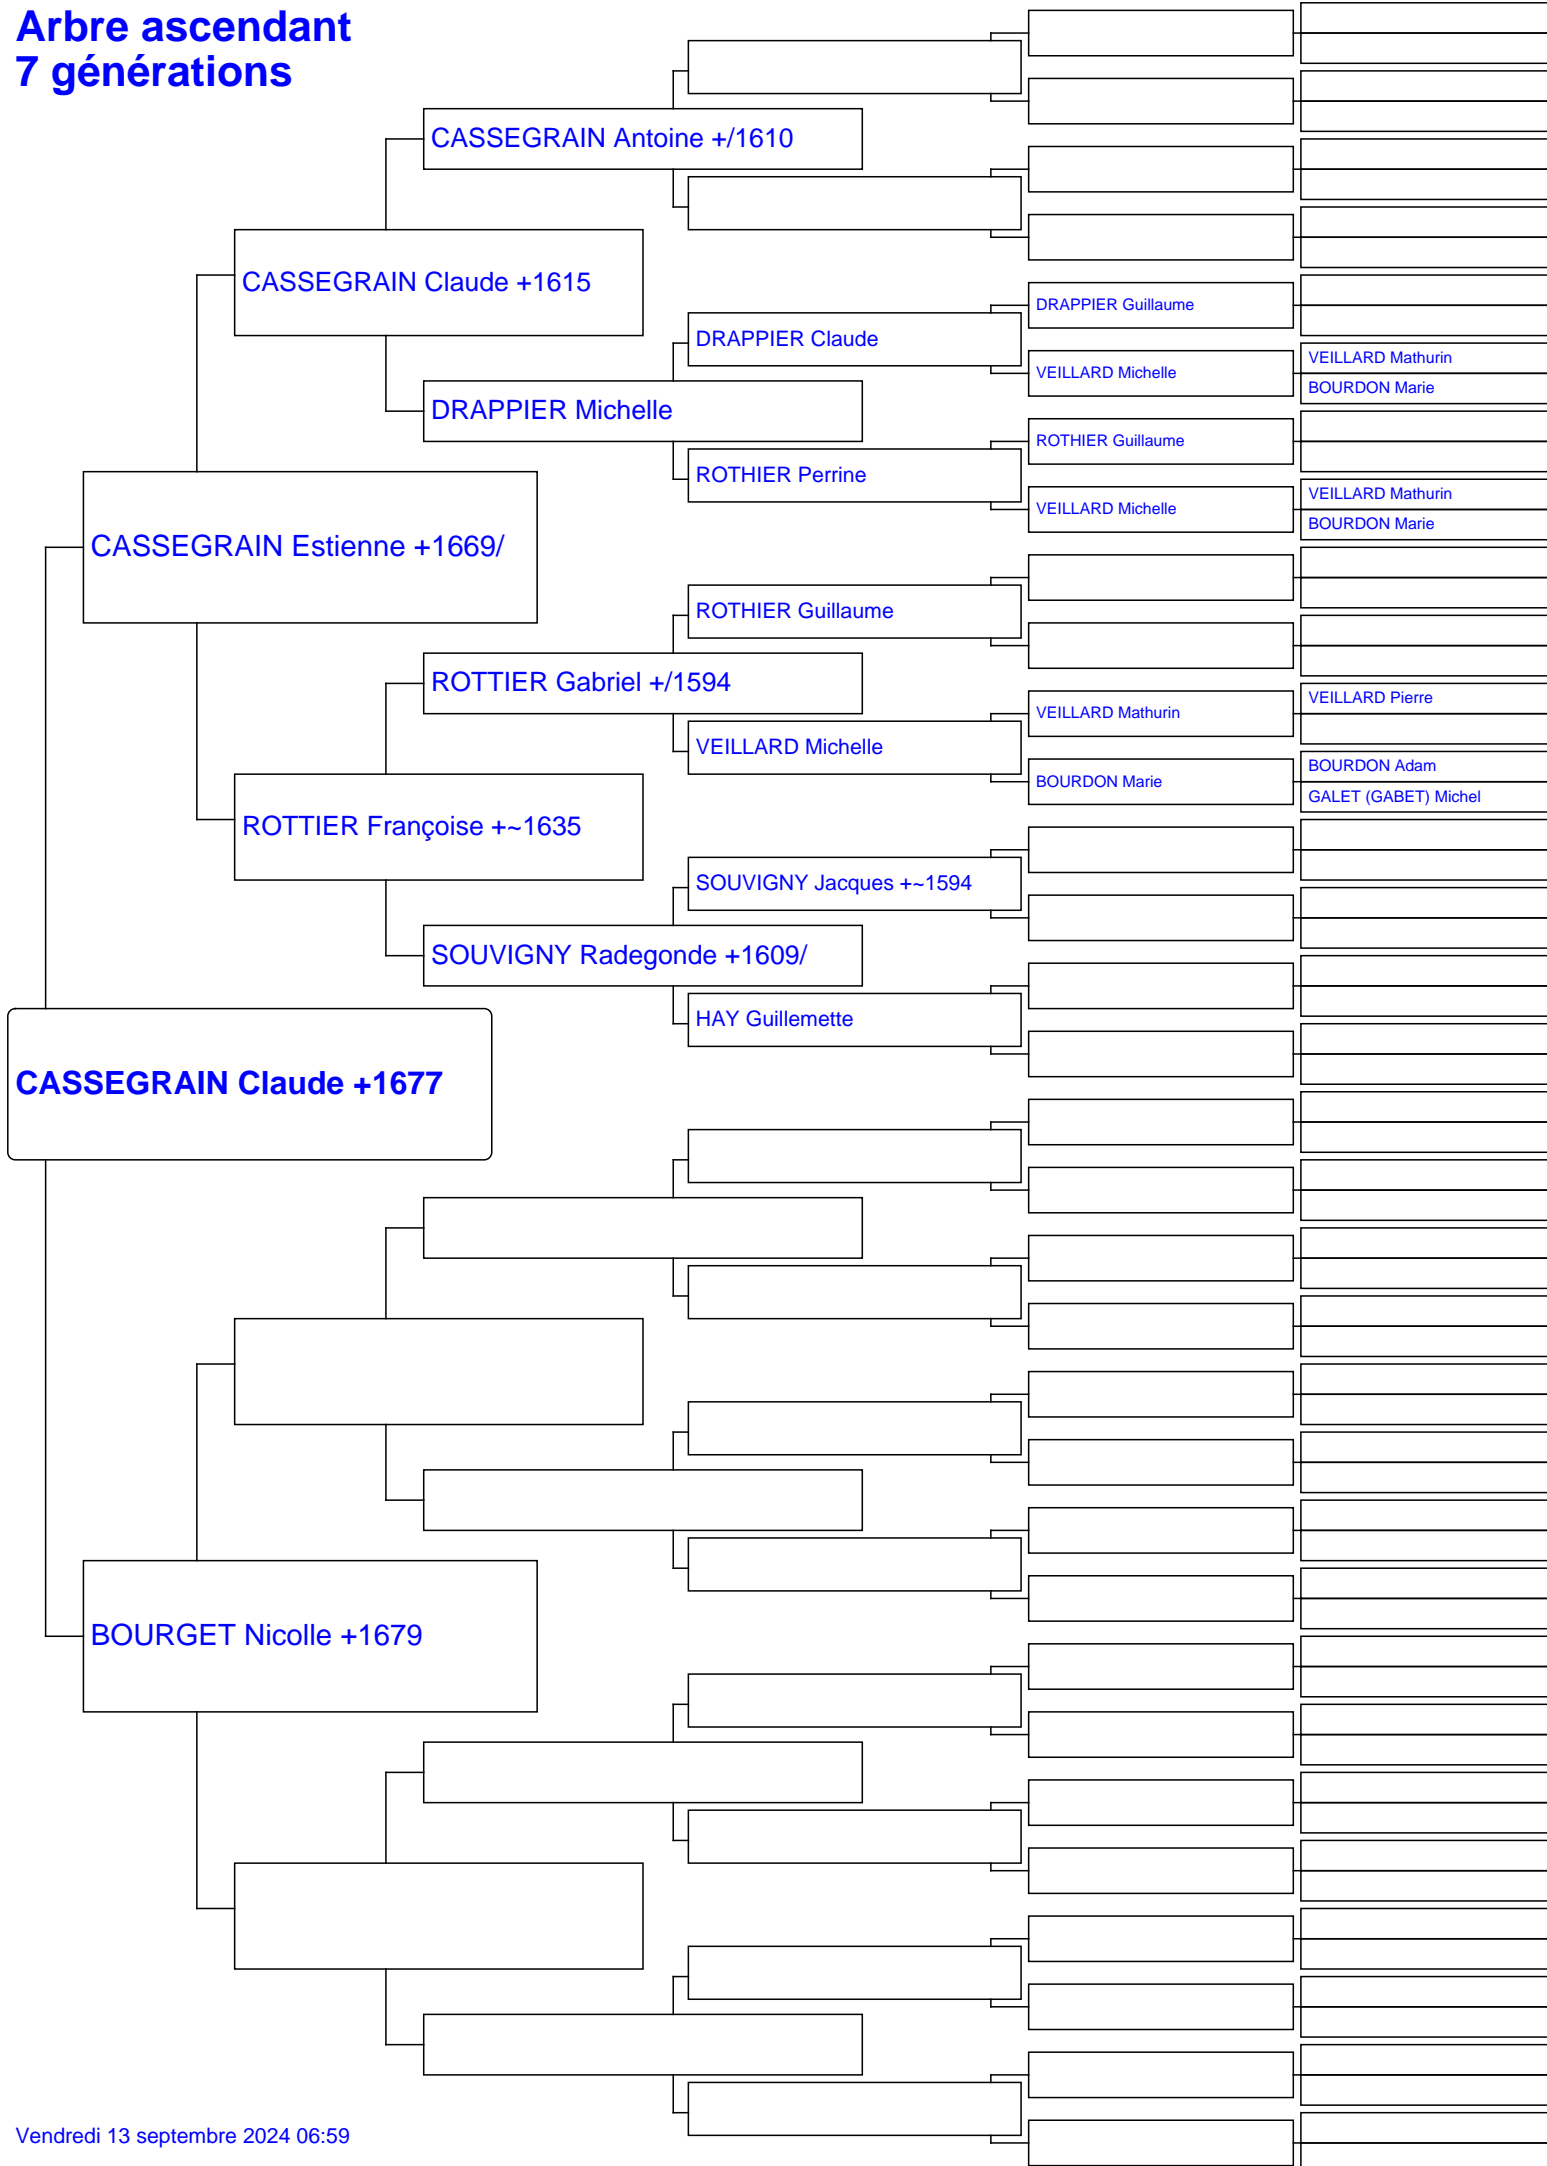 Arbre ascendant
7 générations
CASSEGRAIN Antoine +/1610
CASSEGRAIN Claude +1615
DRAPPIER Guillaume
DRAPPIER Claude
VEILLARD Mathurin
VEILLARD Michelle
BOURDON Marie
DRAPPIER Michelle
ROTHIER Guillaume
ROTHIER Perrine
VEILLARD Mathurin
VEILLARD Michelle
BOURDON Marie
CASSEGRAIN Estienne +1669/
ROTHIER Guillaume
ROTTIER Gabriel +/1594
VEILLARD Pierre
VEILLARD Mathurin
VEILLARD Michelle
BOURDON Adam
BOURDON Marie
GALET (GABET) Michel
ROTTIER Françoise +~1635
SOUVIGNY Jacques +~1594
SOUVIGNY Radegonde +1609/
HAY Guillemette
CASSEGRAIN Claude +1677
BOURGET Nicolle +1679
Vendredi 13 septembre 2024 06:59